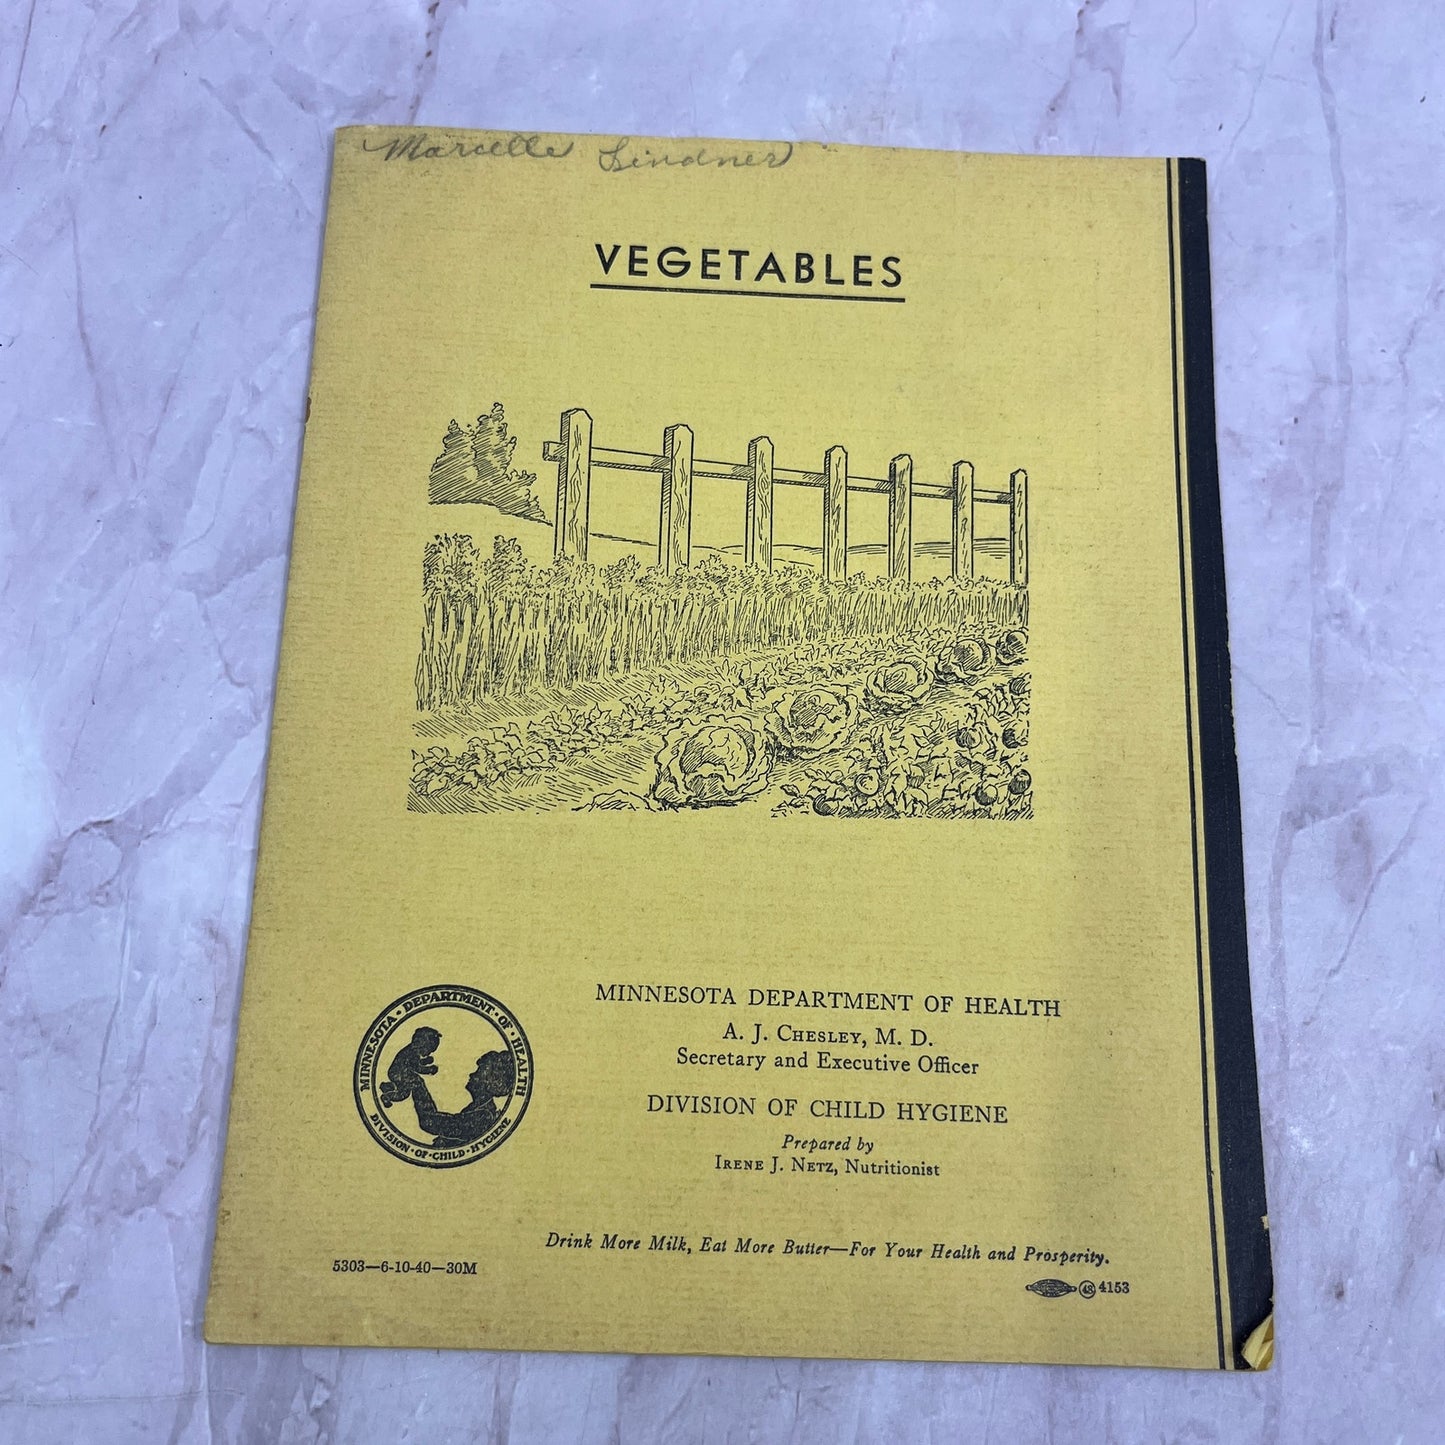 Marcelle Lindner
VEGETABLES
MINNESOTA DEPARTMENT OF HEALTH
A. J. CHESLEY, M. D.
Secretary and Executive Officer
DIVISION OF CHILD HYGIENE
Prepared by
IRENE J. NETZ, Nutritionist
MINNESOTA · DEPARTMENT · OF · HEALTH
DIVISION · OF · CHILD · HYGIENE
Drink More Milk, Eat More Butter—For Your Health and Prosperity.
5303—6-10-40—30M
48 4153